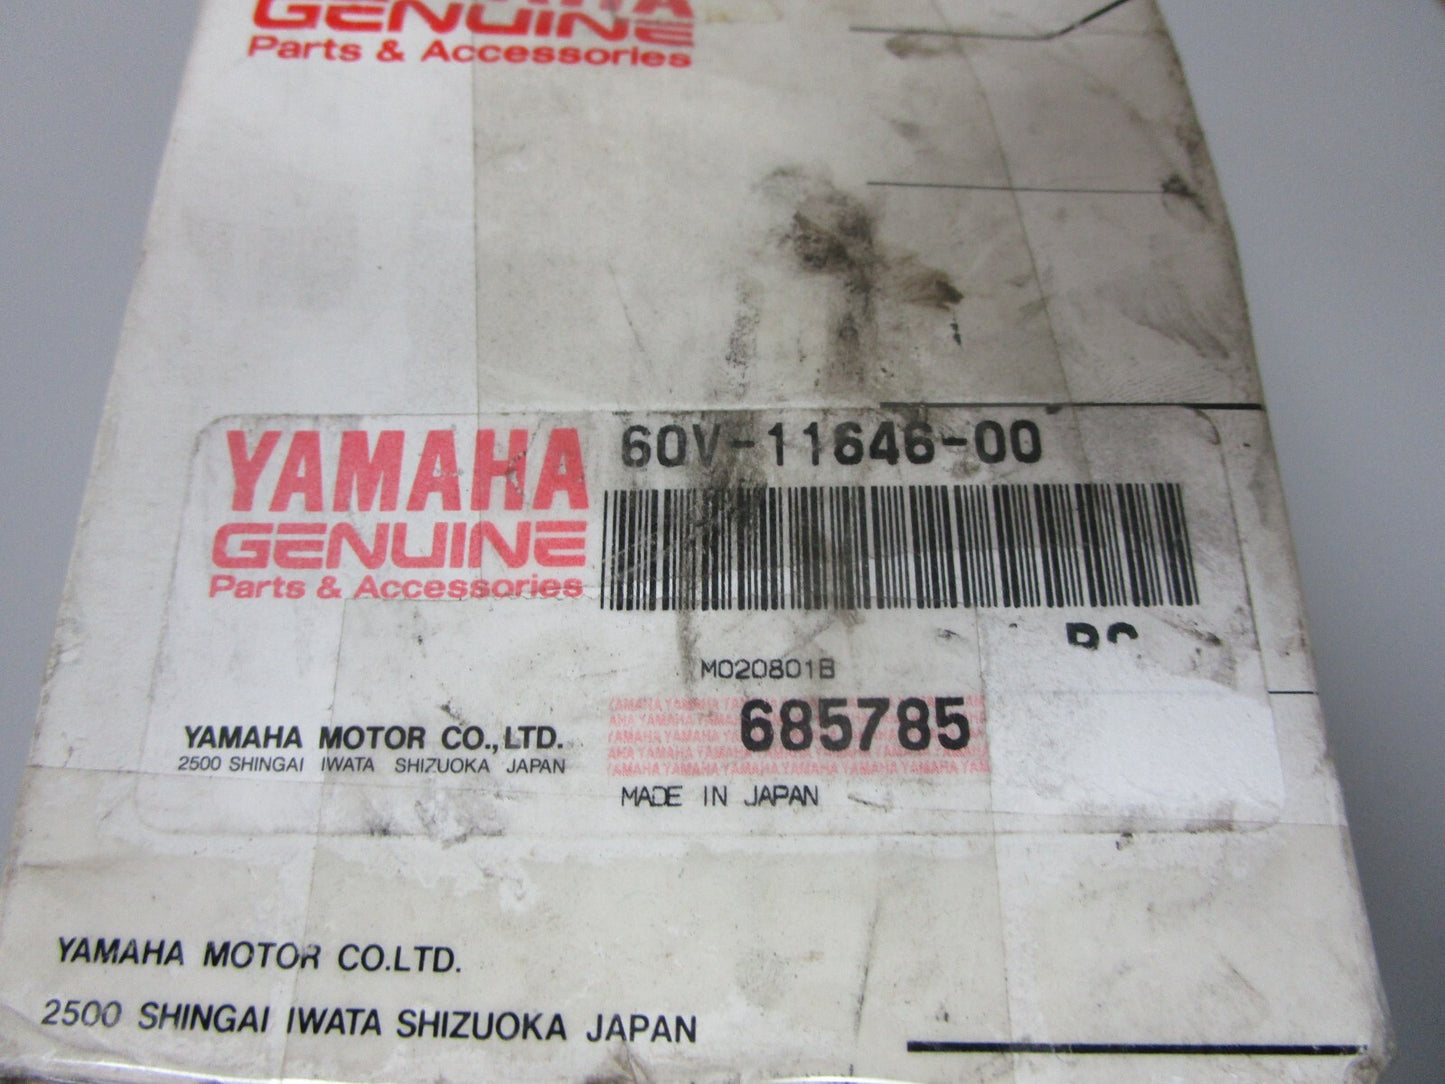 GENUINE
Parts & Accessories
YAMAHA
GENUINE
Parts & Accessories
60V-11646-00
M020801B
685785
YAMAHA MOTOR CO., LTD.
2500 SHINGAI IWATA SHIZUOKA JAPAN
MADE IN JAPAN
YAMAHA MOTOR CO.LTD.
2500 SHINGAI IWATA SHIZUOKA JAPAN